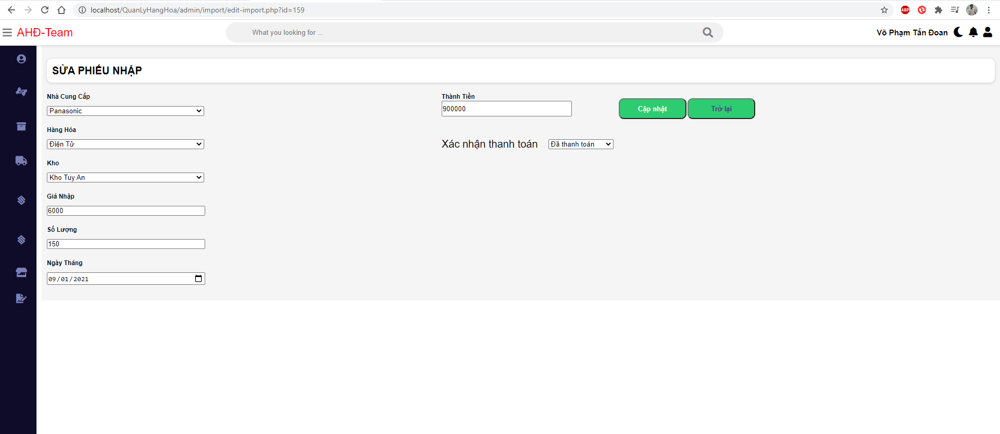 localhost/QuanLyHangHoa/admin/import/edit-import.php?id=159
ABP
AHĐ-Team
What you looking for ...
Võ Phạm Tấn Đoan
SỬA PHIẾU NHẬP
Nhà Cung Cấp
Panasonic
Hàng Hóa
Điện Tử
Kho
Kho Tuy An
Giá Nhập
6000
Số Lượng
150
Ngày Tháng
09/01/2021
Thành Tiền
900000
Cập nhật
Trở lại
Xác nhận thanh toán
Đã thanh toán